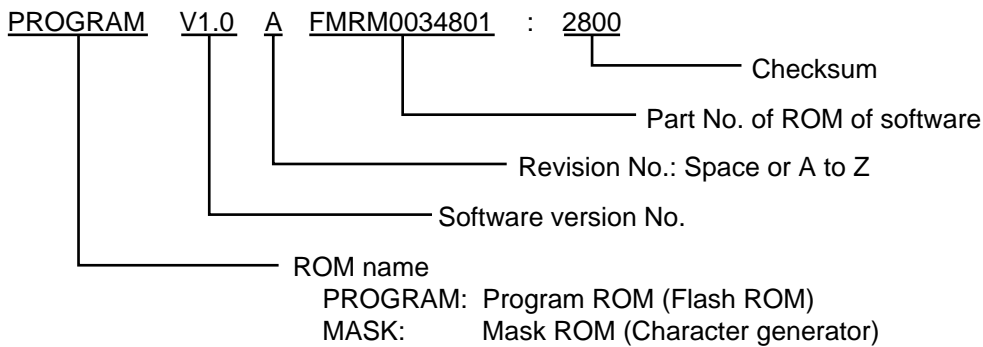 PROGRAM V1.0 A FMRM0034801 : 2800
Checksum
Part No. of ROM of software
Revision No.: Space or A to Z
Software version No.
ROM name
PROGRAM: Program ROM (Flash ROM)
MASK: Mask ROM (Character generator)